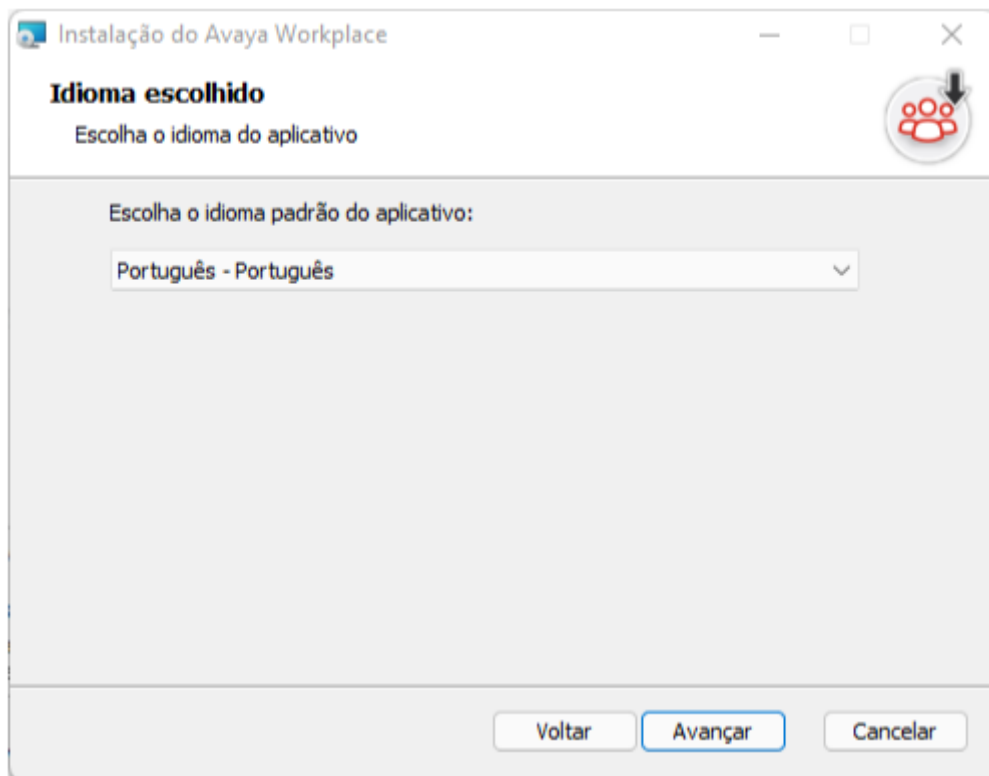 Instalação do Avaya Workplace
Idioma escolhido
Escolha o idioma do aplicativo
Escolha o idioma padrão do aplicativo:
Português - Português
Voltar
Avançar
Cancelar